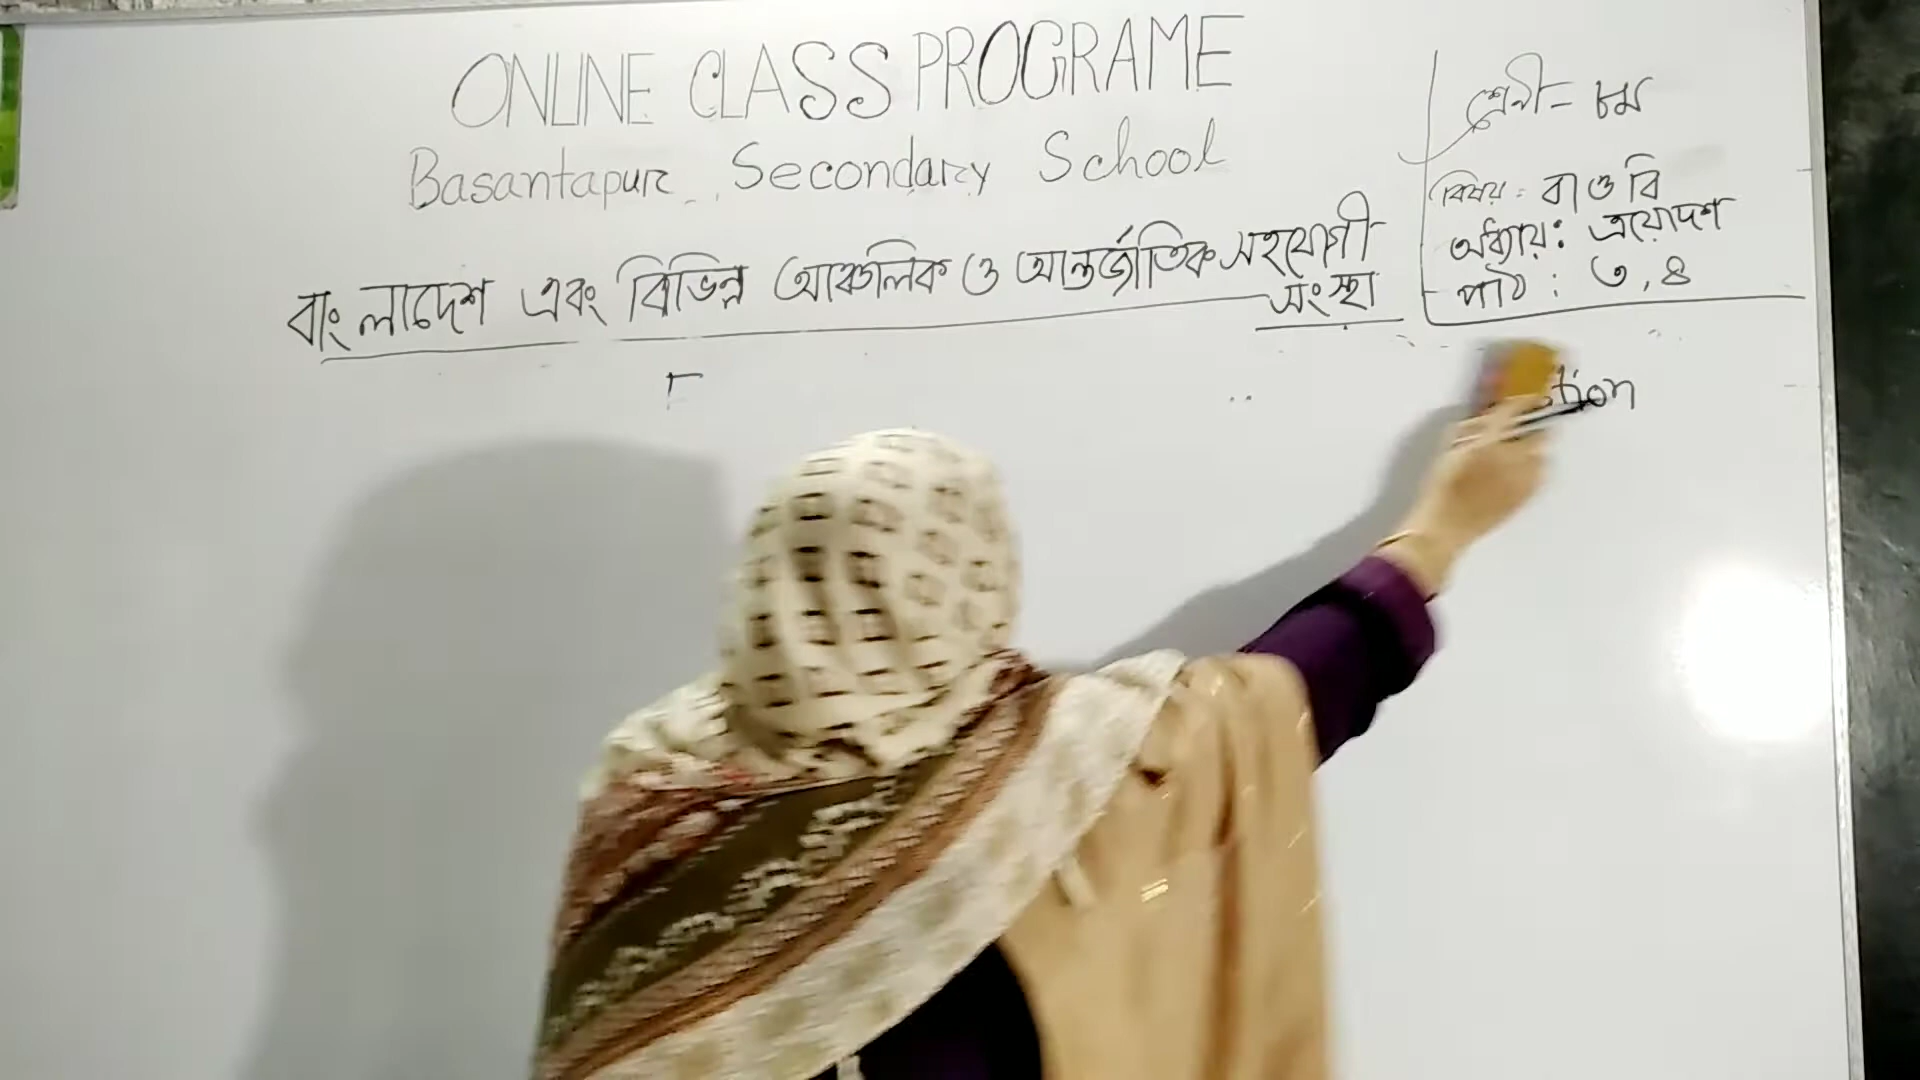 ONLINE CLASS PROGRAME
Basantapur Secondary School
বাংলাদেশ এবং বিভিন্ন আঞ্চলিক ও আন্তর্জাতিক সহযোগী
সংস্থা
শ্রেনী = ৮ম
বিষয় : বা ও বি
অধ্যায় : ত্রয়োদশ
পাঠ : ৩, ৪
tion